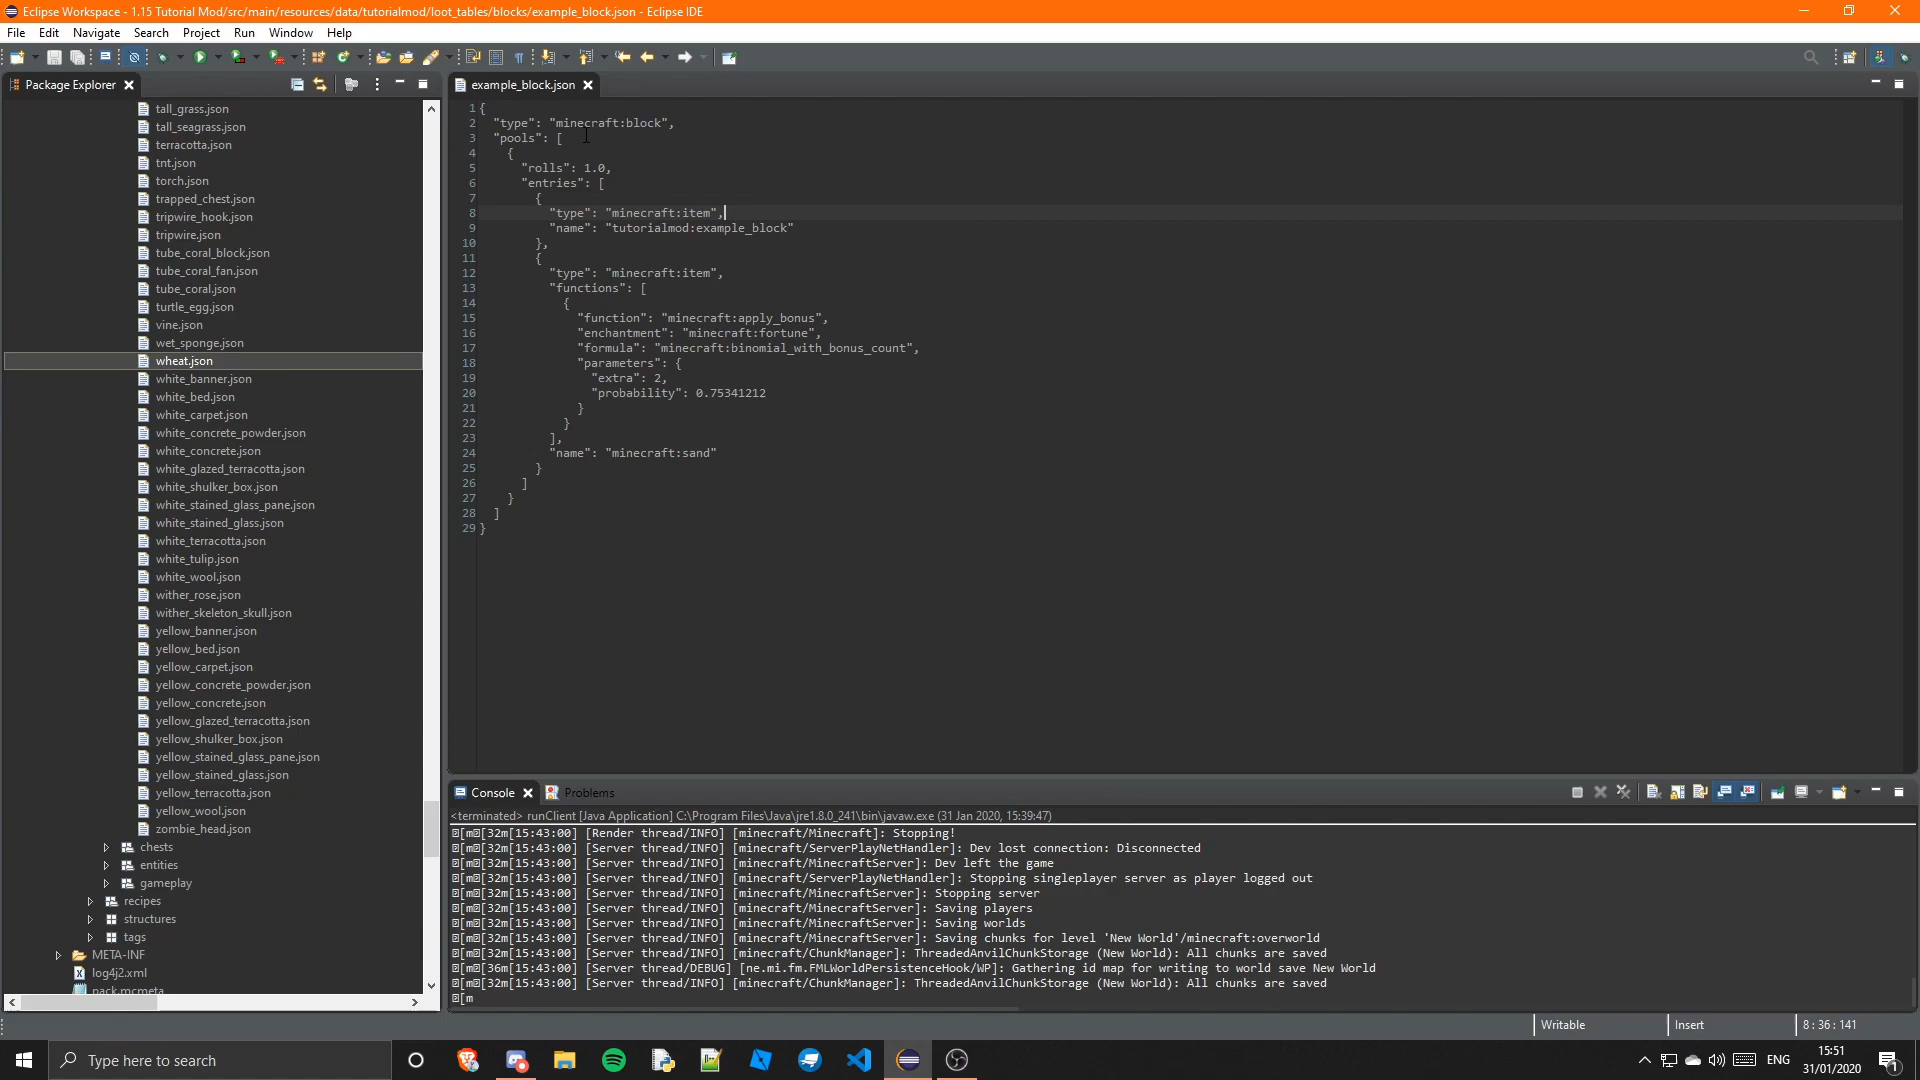 Eclipse Workspace - 1.15 Tutorial Mod/src/main/resources/data/tutorialmod/loot_tables/blocks/example_block.json - Eclipse IDE
File Edit Navigate Search Project Run Window Help
Package Explorer
tall_grass.json
tall_seagrass.json
terracotta.json
tnt.json
torch.json
trapped_chest.json
tripwire_hook.json
tripwire.json
tube_coral_block.json
tube_coral_fan.json
tube_coral.json
turtle_egg.json
vine.json
wet_sponge.json
wheat.json
white_banner.json
white_bed.json
white_carpet.json
white_concrete_powder.json
white_concrete.json
white_glazed_terracotta.json
white_shulker_box.json
white_stained_glass_pane.json
white_stained_glass.json
white_terracotta.json
white_tulip.json
white_wool.json
wither_rose.json
wither_skeleton_skull.json
yellow_banner.json
yellow_bed.json
yellow_carpet.json
yellow_concrete_powder.json
yellow_concrete.json
yellow_glazed_terracotta.json
yellow_shulker_box.json
yellow_stained_glass_pane.json
yellow_stained_glass.json
yellow_terracotta.json
yellow_wool.json
zombie_head.json
chests
entities
gameplay
recipes
structures
tags
META-INF
log4j2.xml
pack.mcmeta
example_block.json
1 {
2 "type": "minecraft:block",
3 "pools": [
4 {
5 "rolls": 1.0,
6 "entries": [
7 {
8 "type": "minecraft:item",
9 "name": "tutorialmod:example_block"
10 },
11 {
12 "type": "minecraft:item",
13 "functions": [
14 {
15 "function": "minecraft:apply_bonus",
16 "enchantment": "minecraft:fortune",
17 "formula": "minecraft:binomial_with_bonus_count",
18 "parameters": {
19 "extra": 2,
20 "probability": 0.75341212
21 }
22 }
23 ],
24 "name": "minecraft:sand"
25 }
26 ]
27 }
28 ]
29 }
Console Problems
<terminated> runClient [Java Application] C:\Program Files\Java\jre1.8.0_241\bin\javaw.exe (31 Jan 2020, 15:39:47)
[m[32m[15:43:00] [Render thread/INFO] [minecraft/Minecraft]: Stopping!
[m[32m[15:43:00] [Server thread/INFO] [minecraft/ServerPlayNetHandler]: Dev lost connection: Disconnected
[m[32m[15:43:00] [Server thread/INFO] [minecraft/MinecraftServer]: Dev left the game
[m[32m[15:43:00] [Server thread/INFO] [minecraft/ServerPlayNetHandler]: Stopping singleplayer server as player logged out
[m[32m[15:43:00] [Server thread/INFO] [minecraft/MinecraftServer]: Stopping server
[m[32m[15:43:00] [Server thread/INFO] [minecraft/MinecraftServer]: Saving players
[m[32m[15:43:00] [Server thread/INFO] [minecraft/MinecraftServer]: Saving worlds
[m[32m[15:43:00] [Server thread/INFO] [minecraft/MinecraftServer]: Saving chunks for level 'New World'/minecraft:overworld
[m[32m[15:43:00] [Server thread/INFO] [minecraft/ChunkManager]: ThreadedAnvilChunkStorage (New World): All chunks are saved
[m[36m[15:43:00] [Server thread/DEBUG] [ne.mi.fm.FMLWorldPersistenceHook/WP]: Gathering id map for writing to world save New World
[m[32m[15:43:00] [Server thread/INFO] [minecraft/ChunkManager]: ThreadedAnvilChunkStorage (New World): All chunks are saved
[m
Writable Insert 8 : 36 : 141
Type here to search
ENG
15:51
31/01/2020
1